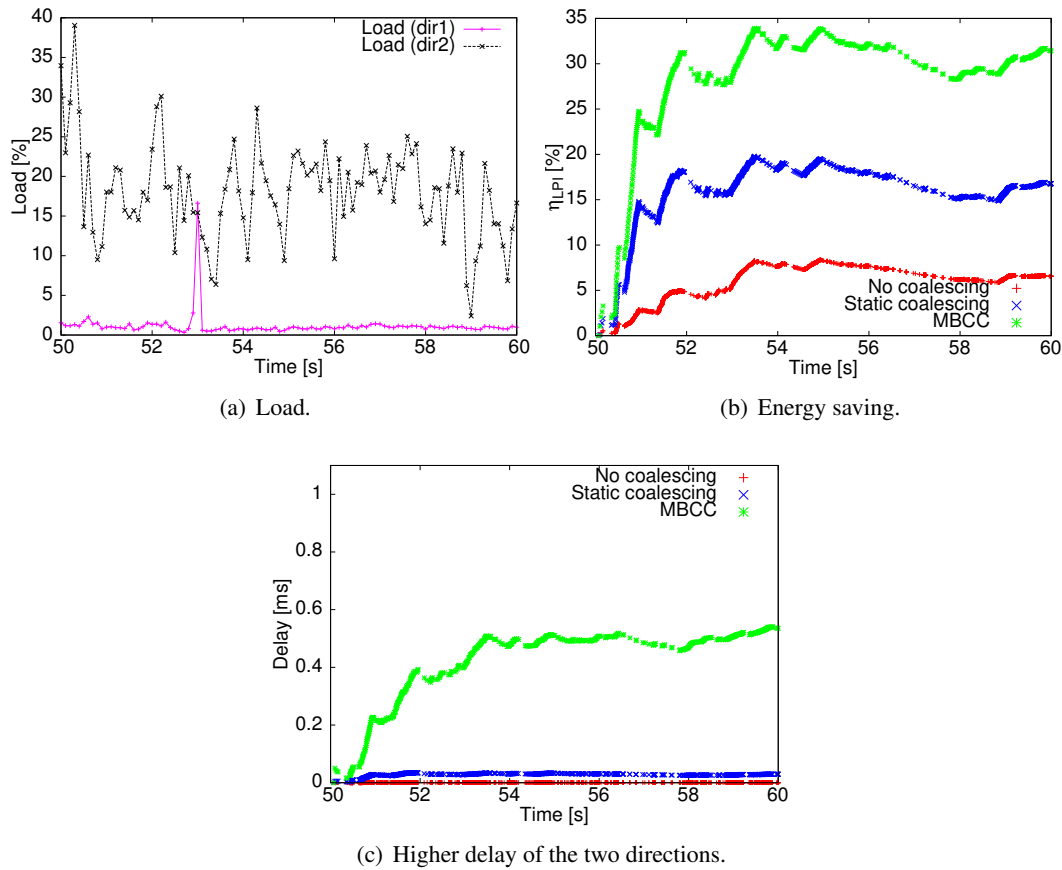 40
35
30
25
20
15
10
5
0
Load [%]
Load (dir1)
Load (dir2)
50 52 54 56 58 60
Time [s]
(a) Load.
35
30
25
20
15
10
5
0
ηLPI [%]
No coalescing
Static coalescing
MBCC
50 52 54 56 58 60
Time [s]
(b) Energy saving.
1
0.8
0.6
0.4
0.2
0
Delay [ms]
No coalescing
Static coalescing
MBCC
50 52 54 56 58 60
Time [s]
(c) Higher delay of the two directions.